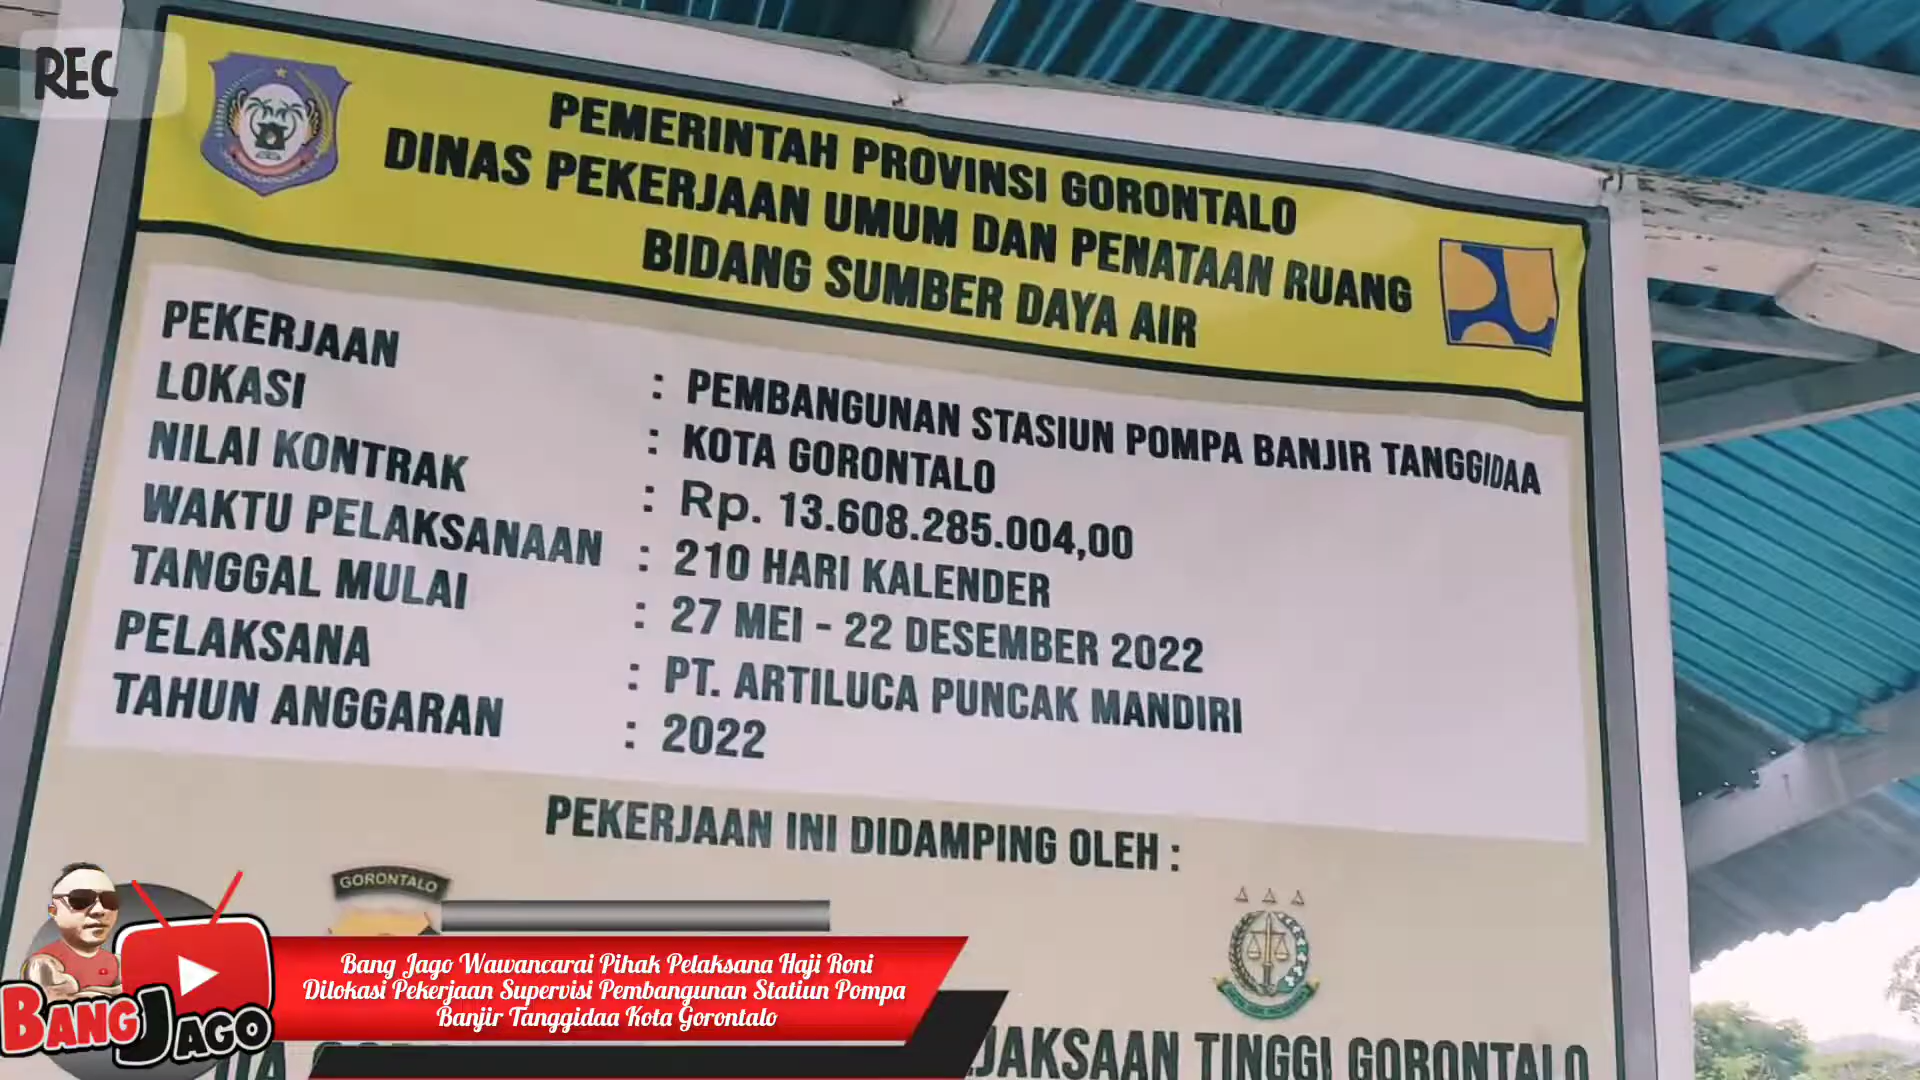 REC
PEMERINTAH PROVINSI GORONTALO
DINAS PEKERJAAN UMUM DAN PENATAAN RUANG
BIDANG SUMBER DAYA AIR
PEKERJAAN : PEMBANGUNAN STASIUN POMPA BANJIR TANGGIDAA
LOKASI : KOTA GORONTALO
NILAI KONTRAK : Rp. 13.608.285.004,00
WAKTU PELAKSANAAN : 210 HARI KALENDER
TANGGAL MULAI : 27 MEI - 22 DESEMBER 2022
PELAKSANA : PT. ARTILUCA PUNCAK MANDIRI
TAHUN ANGGARAN : 2022
PEKERJAAN INI DIDAMPING OLEH :
GORONTALO
JAKSAAN TINGGI GORONTALO
Bang Jago Wawancarai Pihak Pelaksana Haji Roni
Dilokasi Pekerjaan Supervisi Pembangunan Statiun Pompa
Banjir Tanggidaa Kota Gorontalo
BANG JAGO